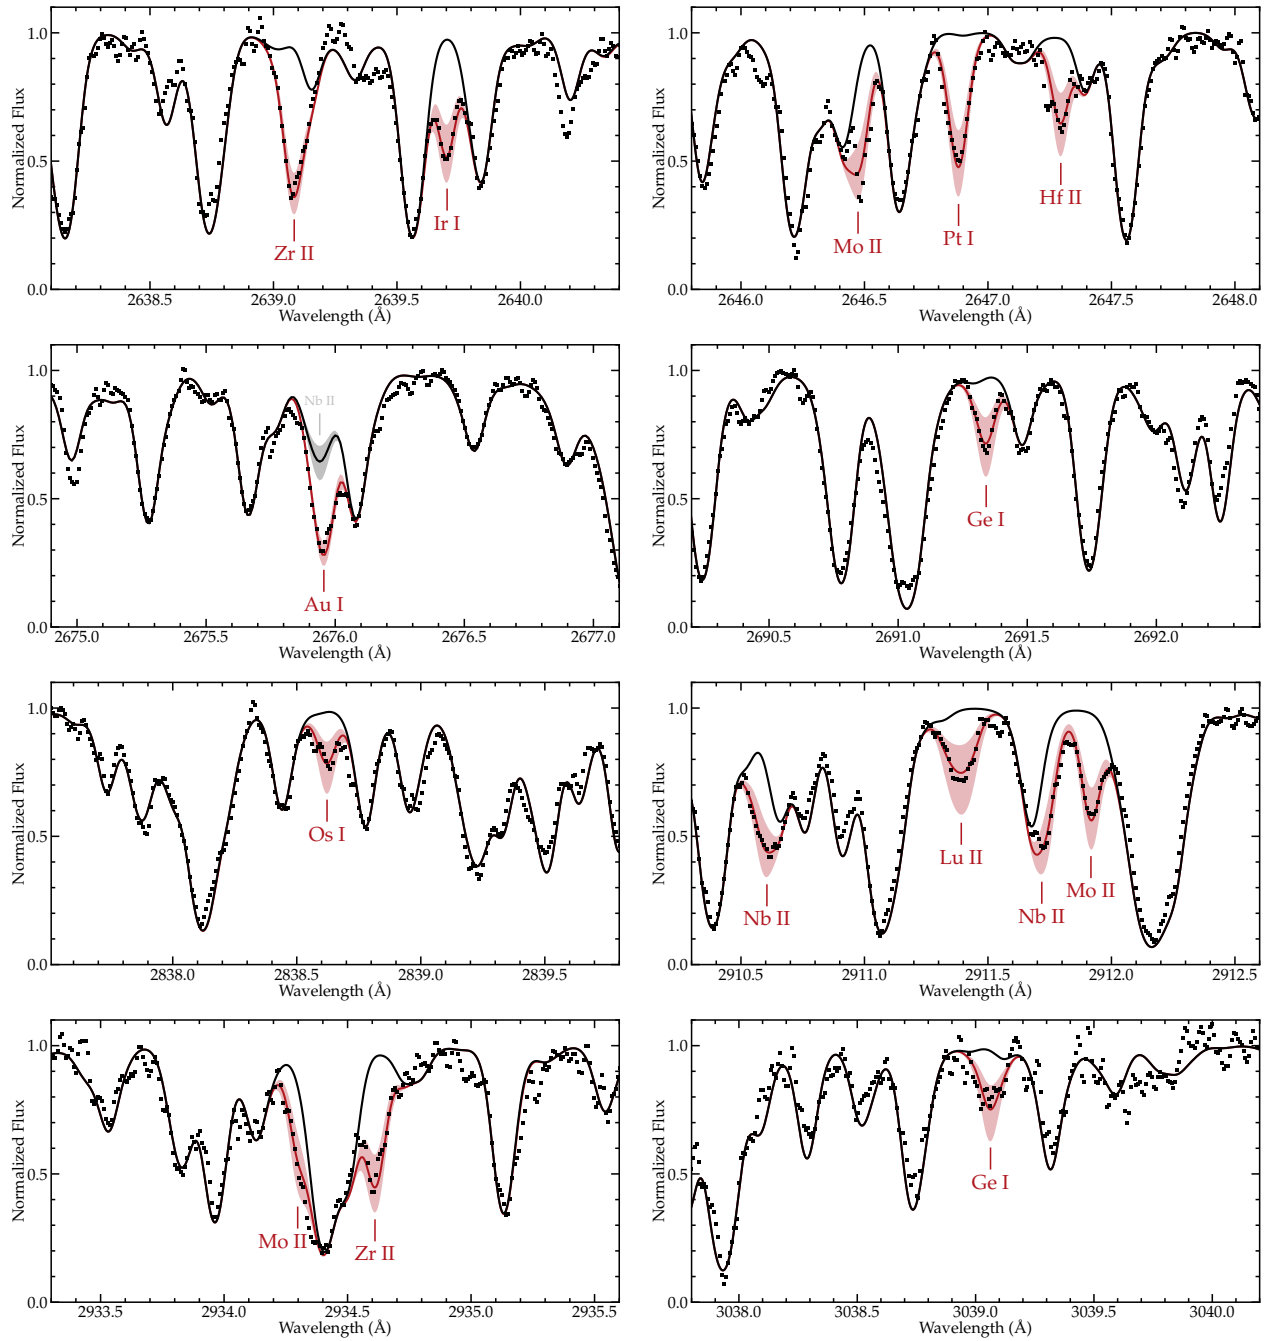 1.0
0.5
0.0
Normalized Flux
Zr II
Ir I
2638.5 2639.0 2639.5 2640.0
Wavelength (Å)
1.0
0.5
0.0
Normalized Flux
Mo II
Pt I
Hf II
2646.0 2646.5 2647.0 2647.5 2648.0
Wavelength (Å)
1.0
0.5
0.0
Normalized Flux
Nb II
Au I
2675.0 2675.5 2676.0 2676.5 2677.0
Wavelength (Å)
1.0
0.5
0.0
Normalized Flux
Ge I
2690.5 2691.0 2691.5 2692.0
Wavelength (Å)
1.0
0.5
0.0
Normalized Flux
Os I
2838.0 2838.5 2839.0 2839.5
Wavelength (Å)
1.0
0.5
0.0
Normalized Flux
Nb II
Lu II
Nb II
Mo II
2910.5 2911.0 2911.5 2912.0 2912.5
Wavelength (Å)
1.0
0.5
0.0
Normalized Flux
Mo II
Zr II
2933.5 2934.0 2934.5 2935.0 2935.5
Wavelength (Å)
1.0
0.5
0.0
Normalized Flux
Ge I
3038.0 3038.5 3039.0 3039.5 3040.0
Wavelength (Å)